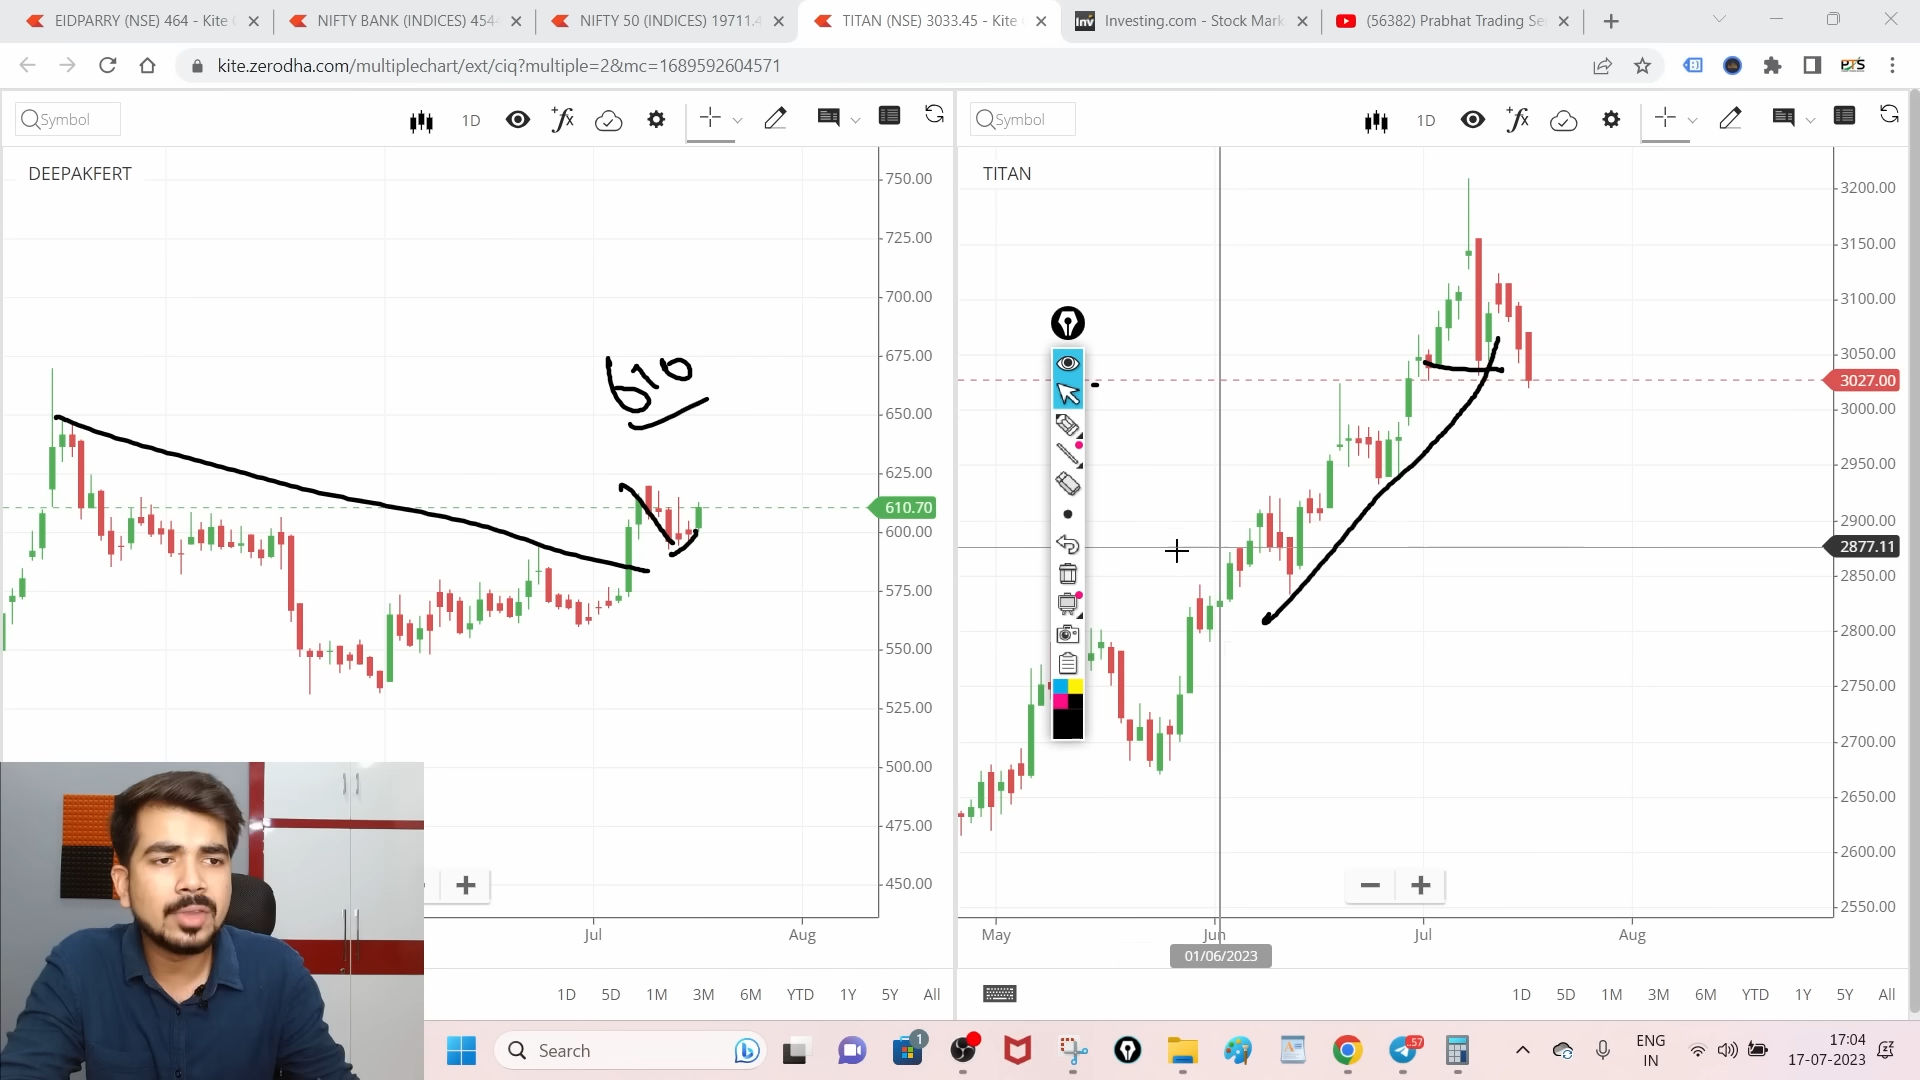 EIDPARRY (NSE) 464 - Kite
NIFTY BANK (INDICES) 454
NIFTY 50 (INDICES) 19711.4
TITAN (NSE) 3033.45 - Kite
Investing.com - Stock Mark
(56382) Prabhat Trading Se
kite.zerodha.com/multiplechart/ext/ciq?multiple=2&mc=1689592604571
PTS
Symbol
1D
Symbol
1D
DEEPAKFERT
750.00
725.00
700.00
675.00
650.00
625.00
610.70
600.00
575.00
550.00
525.00
500.00
475.00
450.00
610
Jul
Aug
1D 5D 1M 3M 6M YTD 1Y 5Y All
TITAN
3200.00
3150.00
3100.00
3050.00
3027.00
3000.00
2950.00
2900.00
2877.11
2850.00
2800.00
2750.00
2700.00
2650.00
2600.00
2550.00
May
Jun
Jul
Aug
01/06/2023
1D 5D 1M 3M 6M YTD 1Y 5Y All
Search
1
57
ENG
IN
17:04
17-07-2023